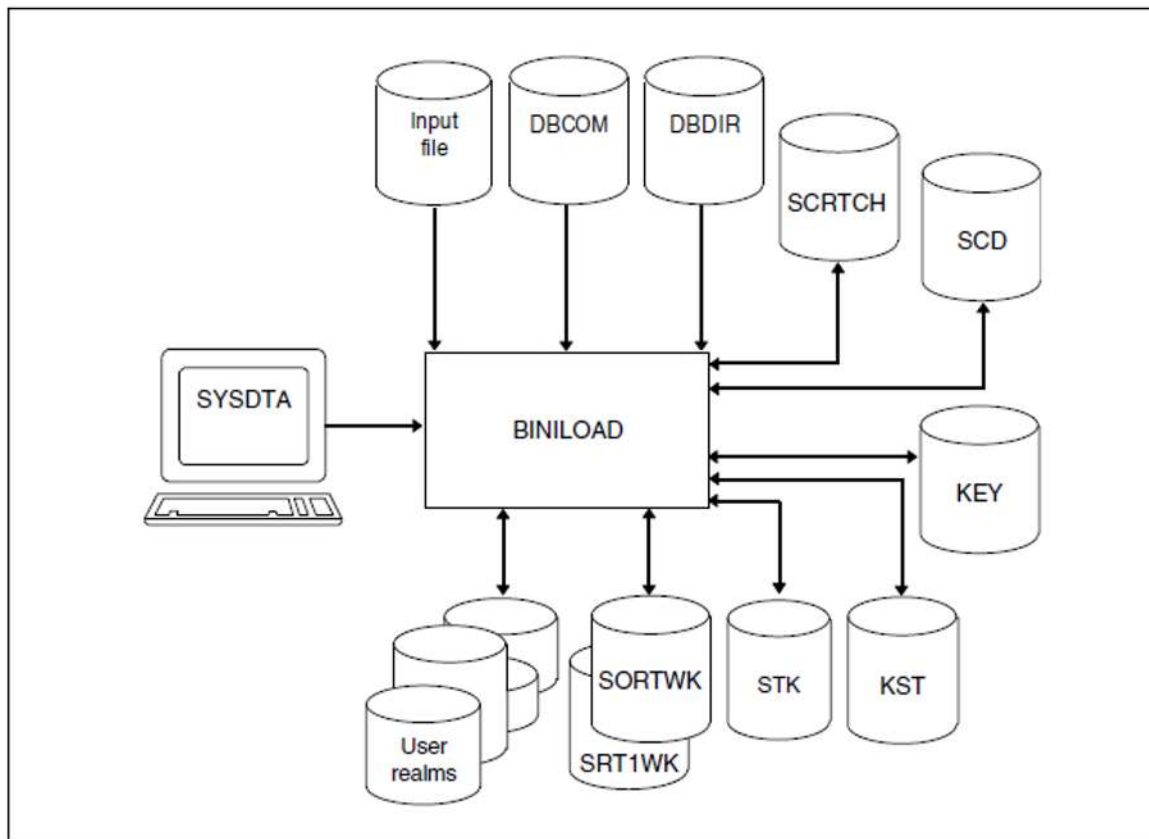 Input
file
DBCOM
DBDIR
SCRTCH
SCD
SYSDTA
BINILOAD
KEY
SORTWK
STK
KST
User
realms
SRT1WK